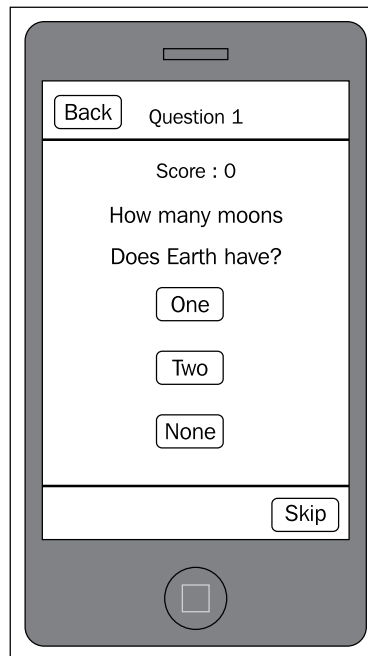 Back
Question 1
Score : 0
How many moons
Does Earth have?
One
Two
None
Skip